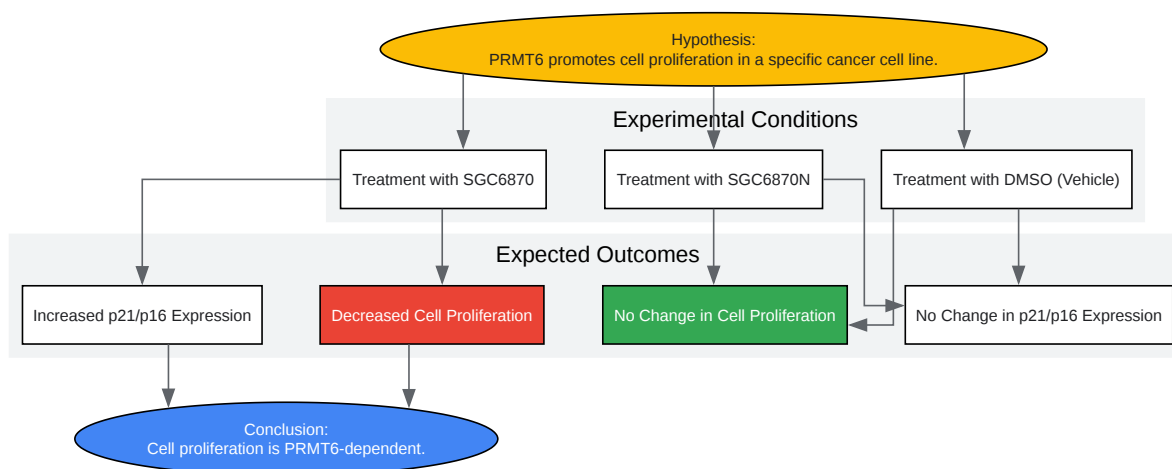 Hypothesis:
PRMT6 promotes cell proliferation in a specific cancer cell line.
Experimental Conditions
Treatment with SGC6870
Treatment with SGC6870N
Treatment with DMSO (Vehicle)
Expected Outcomes
Increased p21/p16 Expression
Decreased Cell Proliferation
No Change in Cell Proliferation
No Change in p21/p16 Expression
Conclusion:
Cell proliferation is PRMT6-dependent.